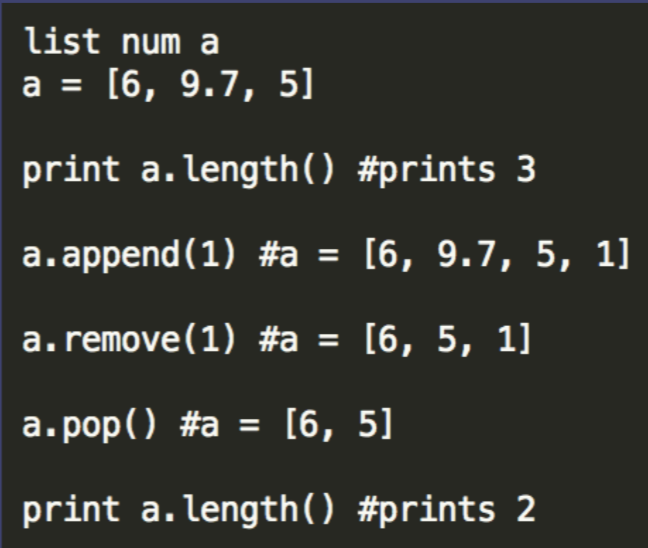 list num a
a = [6, 9.7, 5]
print a.length() #prints 3
a.append(1) #a = [6, 9.7, 5, 1]
a.remove(1) #a = [6, 5, 1]
a.pop() #a = [6, 5]
print a.length() #prints 2